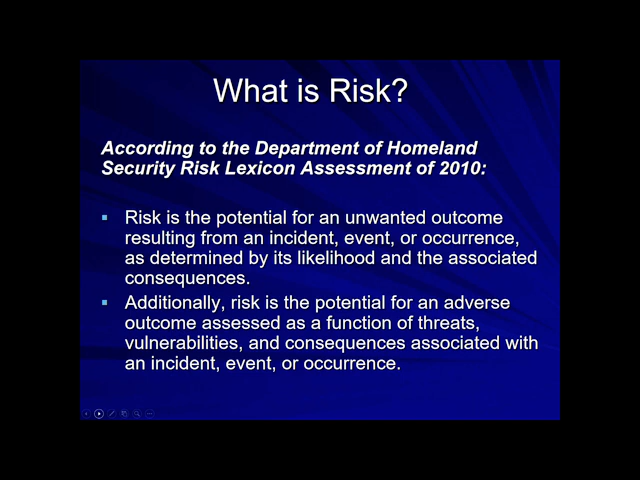 What is Risk?
According to the Department of Homeland
Security Risk Lexicon Assessment of 2010:
Risk is the potential for an unwanted outcome
resulting from an incident, event, or occurrence,
as determined by its likelihood and the associated
consequences.
Additionally, risk is the potential for an adverse
outcome assessed as a function of threats,
vulnerabilities, and consequences associated with
an incident, event, or occurrence.